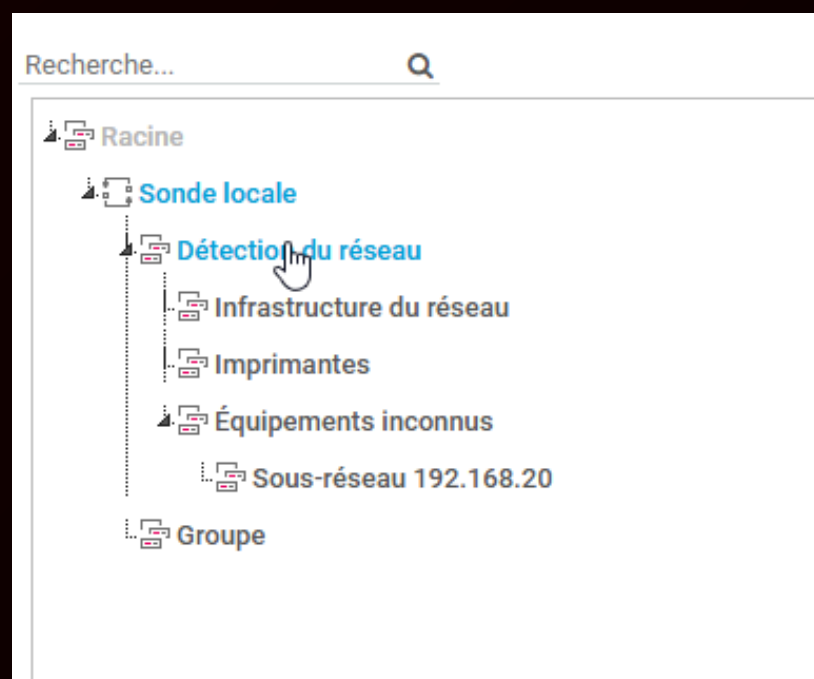 Recherche...
Racine
Sonde locale
Détection du réseau
Infrastructure du réseau
Imprimantes
Équipements inconnus
Sous-réseau 192.168.20
Groupe